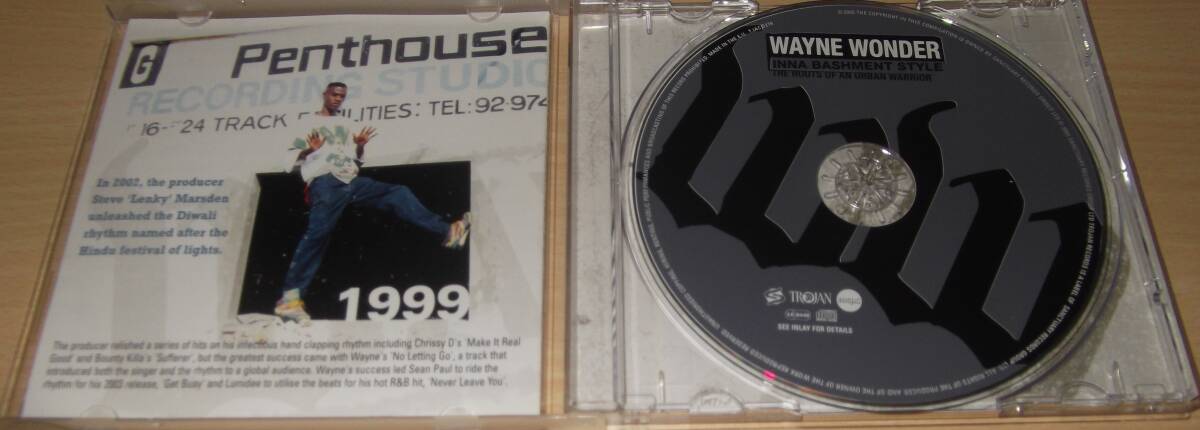 G Penthouse
RECORDING STUDIO
16-24 TRACK FACILITIES: TEL:92-974
In 2002, the producer
Steve 'Lenky' Marsden
unleashed the Diwali
rhythm named after the
Hindu festival of lights.
1999
The producer relished a series of hits on his infectious hand clapping rhythm including Chrissy D's 'Make It Real
Good' and Bounty Killa's 'Sufferer', but the greatest success came with Wayne's 'No Letting Go', a track that
introduced both the singer and the rhythm to a global audience. Wayne's success led Sean Paul to ride the
rhythm for his 2003 release, 'Get Busy' and Lumidee to utilise the beats for his hot R&B hit, 'Never Leave You'.
WAYNE WONDER
INNA BASHMENT STYLE
THE ROOTS OF AN URBAN WARRIOR
WW
TROJAN
SEE INLAY FOR DETAILS